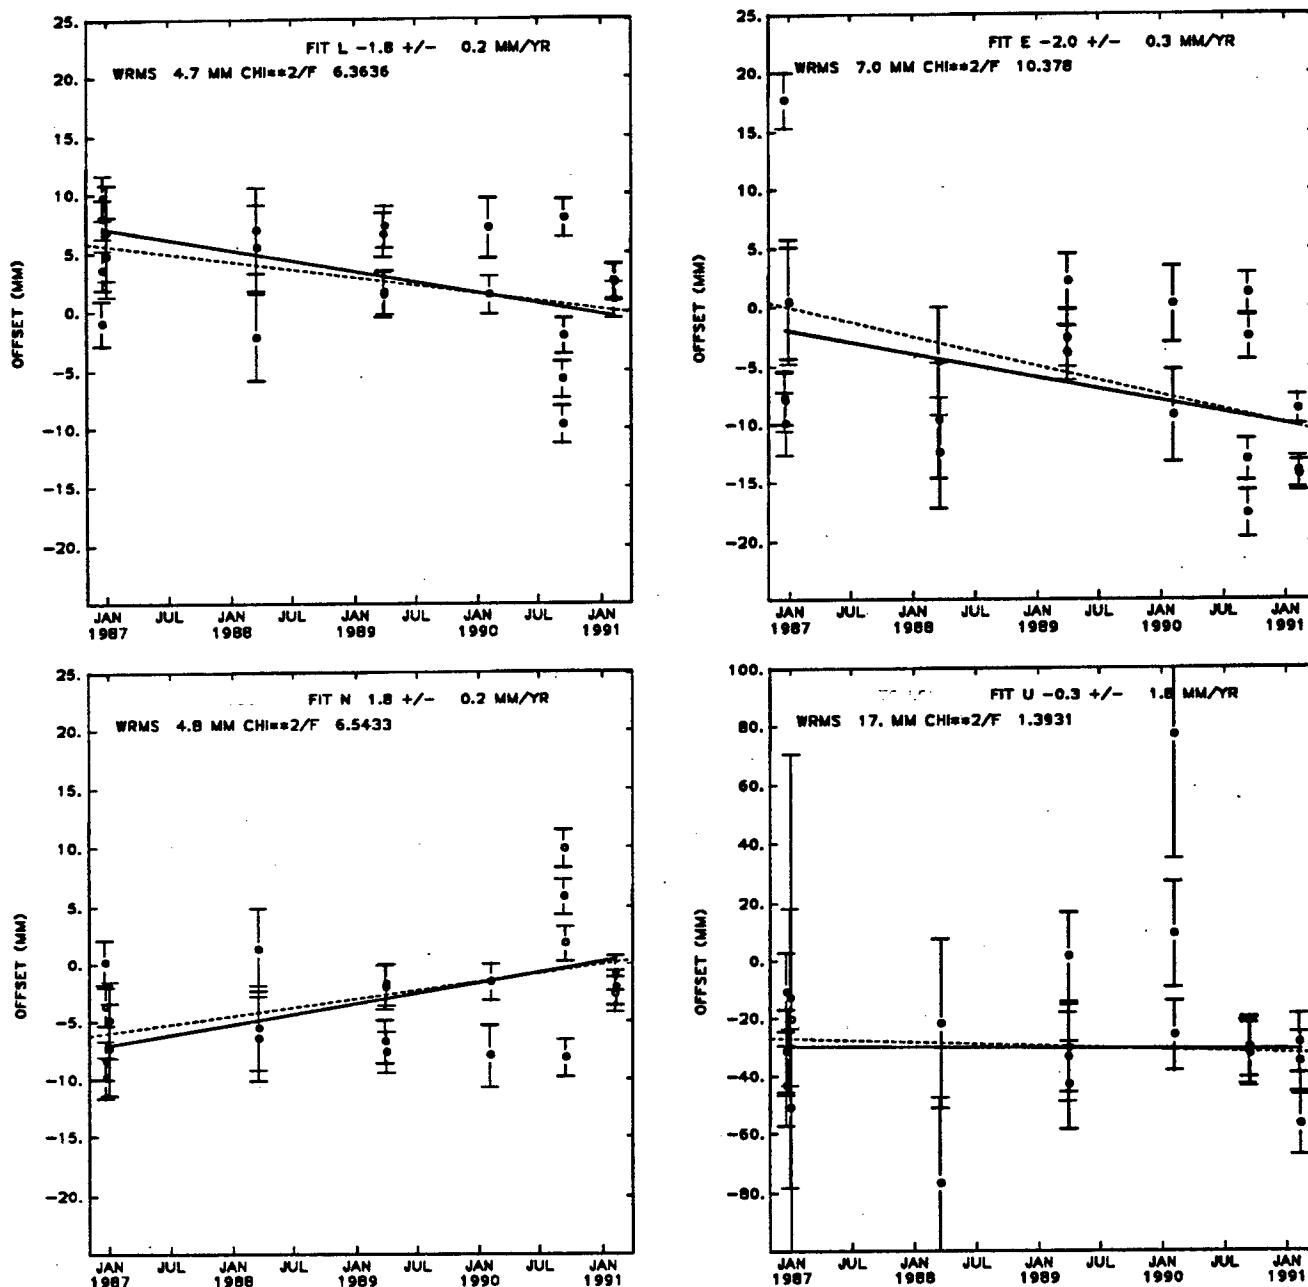 FIT L -1.8 +/- 0.2 MM/YR
WRMS 4.7 MM CHI**2/F 6.3636
25.
20.
15.
10.
5.
0.
-5.
-10.
-15.
-20.
OFFSET (MM)
JAN JUL JAN JUL JAN JUL JAN JUL JAN
1987 1988 1989 1990 1991
FIT E -2.0 +/- 0.3 MM/YR
WRMS 7.0 MM CHI**2/F 10.378
25.
20.
15.
10.
5.
0.
-5.
-10.
-15.
-20.
OFFSET (MM)
JAN JUL JAN JUL JAN JUL JAN JUL JAN
1987 1988 1989 1990 1991
FIT N 1.8 +/- 0.2 MM/YR
WRMS 4.8 MM CHI**2/F 6.5433
25.
20.
15.
10.
5.
0.
-5.
-10.
-15.
-20.
OFFSET (MM)
JAN JUL JAN JUL JAN JUL JAN JUL JAN
1987 1988 1989 1990 1991
FIT U -0.3 +/- 1.8 MM/YR
WRMS 17. MM CHI**2/F 1.3931
100.
80.
60.
40.
20.
0.
-20.
-40.
-60.
-80.
OFFSET (MM)
JAN JUL JAN JUL JAN JUL JAN JUL JAN
1987 1988 1989 1990 1991